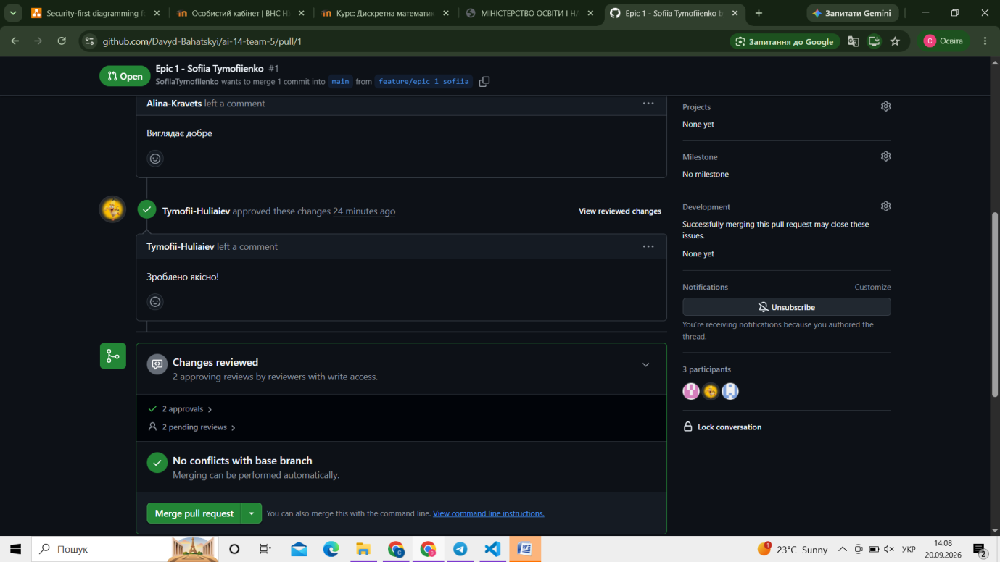 Security-first diagramming fo
Особистий кабінет | ВНС НУ
Курс: Дискретна математик
МІНІСТЕРСТВО ОСВІТИ І НА
Epic 1 - Sofiia Tymofiienko b
Запитати Gemini
github.com/Davyd-Bahatskyi/ai-14-team-5/pull/1
Запитання до Google
С Освіта
Open
Epic 1 - Sofiia Tymofiienko #1
SofiiaTymofiienko wants to merge 1 commit into main from feature/epic_1_sofiia
Alina-Kravets left a comment
Виглядає добре
Tymofii-Huliaiev approved these changes 24 minutes ago
View reviewed changes
Tymofii-Huliaiev left a comment
Зроблено якісно!
Changes reviewed
2 approving reviews by reviewers with write access.
2 approvals
2 pending reviews
No conflicts with base branch
Merging can be performed automatically.
Merge pull request
You can also merge this with the command line. View command line instructions.
Projects
None yet
Milestone
No milestone
Development
Successfully merging this pull request may close these
issues.
None yet
Notifications
Customize
Unsubscribe
You're receiving notifications because you authored the
thread.
3 participants
Lock conversation
Пошук
1
23°C Sunny
УКР
14:08
20.09.2026
2